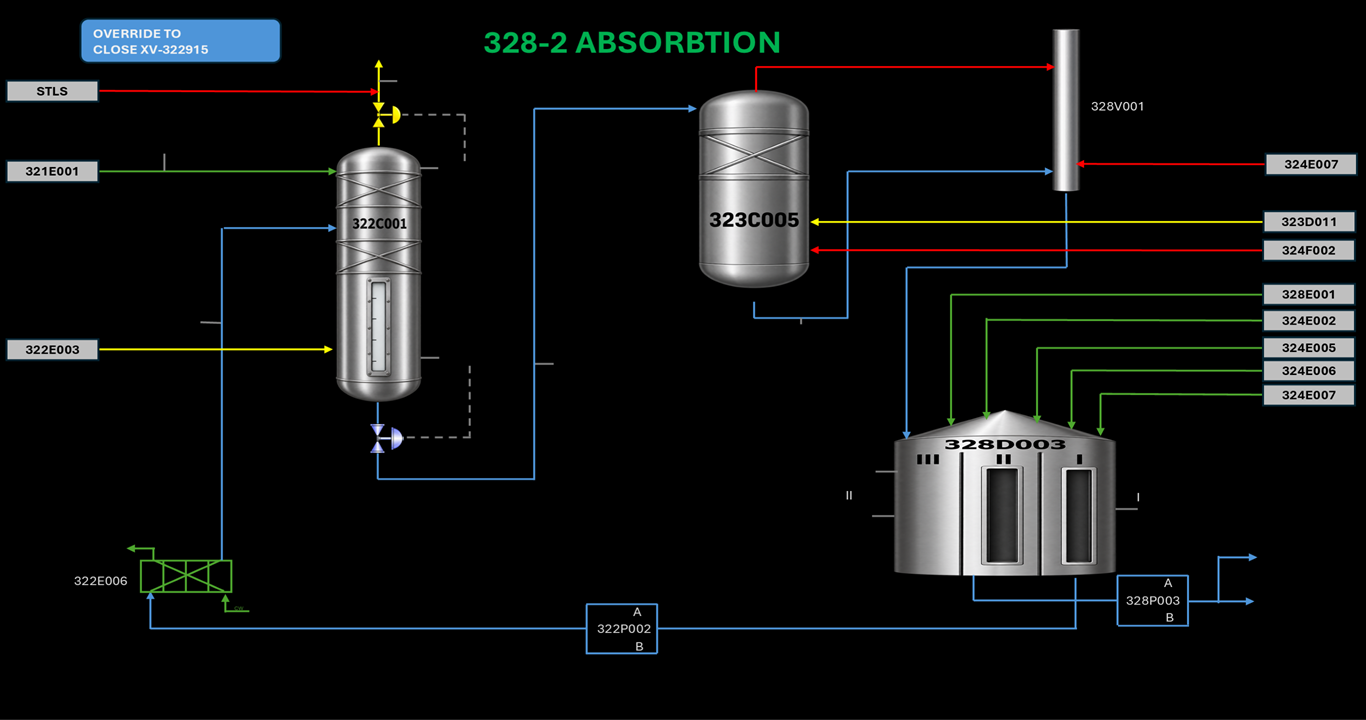 OVERRIDE TO
CLOSE XV-322915
328-2 ABSORBTION
STLS
328V001
321E001
324E007
322C001
323C005
323D011
324F002
328E001
324E002
322E003
324E005
324E006
324E007
328D003
III
II
I
II
I
322E006
A
328P003
B
A
322P002
B